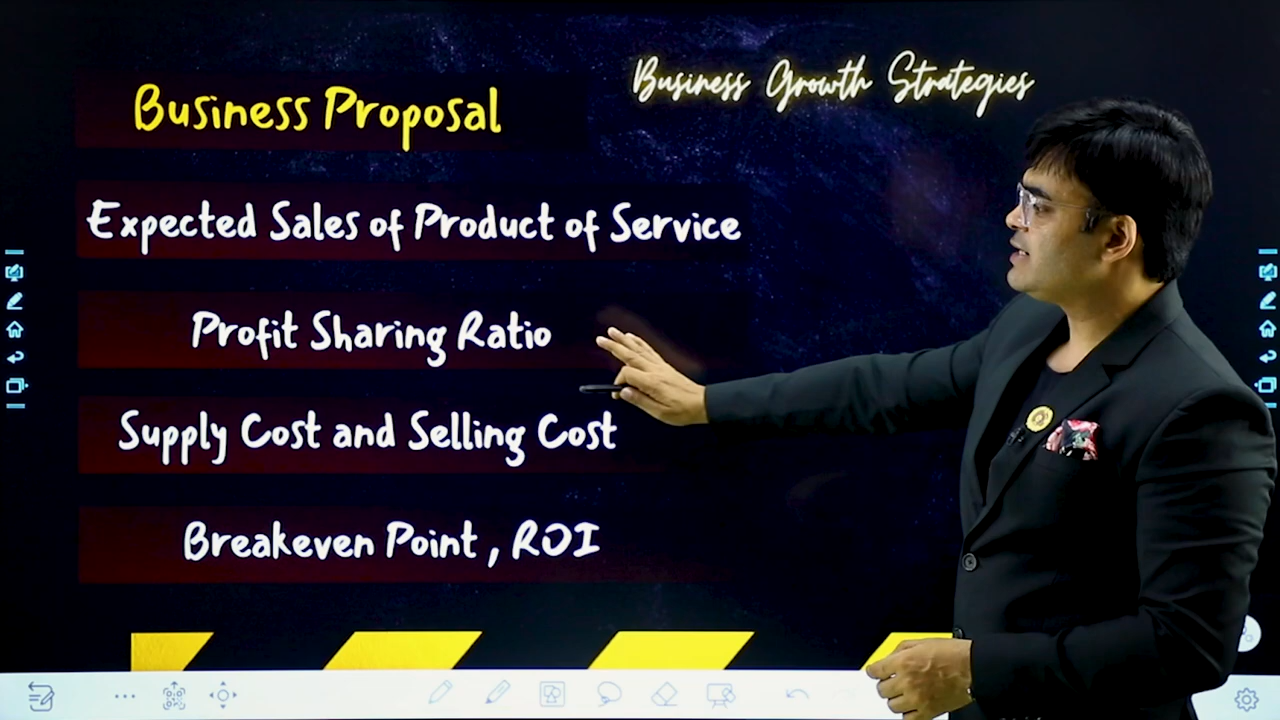 Business Growth Strategies
Business Proposal
Expected Sales of Product of Service
Profit Sharing Ratio
Supply Cost and Selling Cost
Breakeven Point , ROI